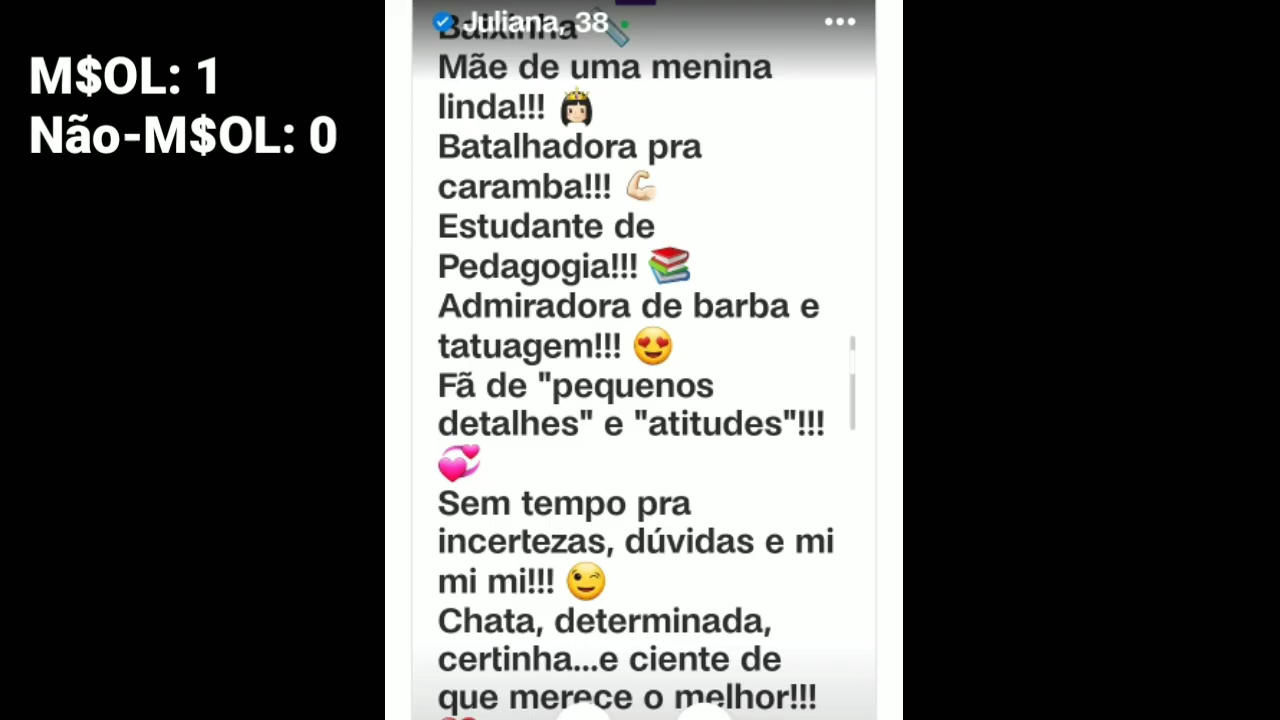 M$OL: 1
Não-M$OL: 0
Juliana, 38
Baixinha
Mãe de uma menina
linda!!!
Batalhadora pra
caramba!!!
Estudante de
Pedagogia!!!
Admiradora de barba e
tatuagem!!!
Fã de "pequenos
detalhes" e "atitudes"!!!
Sem tempo pra
incertezas, dúvidas e mi
mi mi!!!
Chata, determinada,
certinha...e ciente de
que merece o melhor!!!